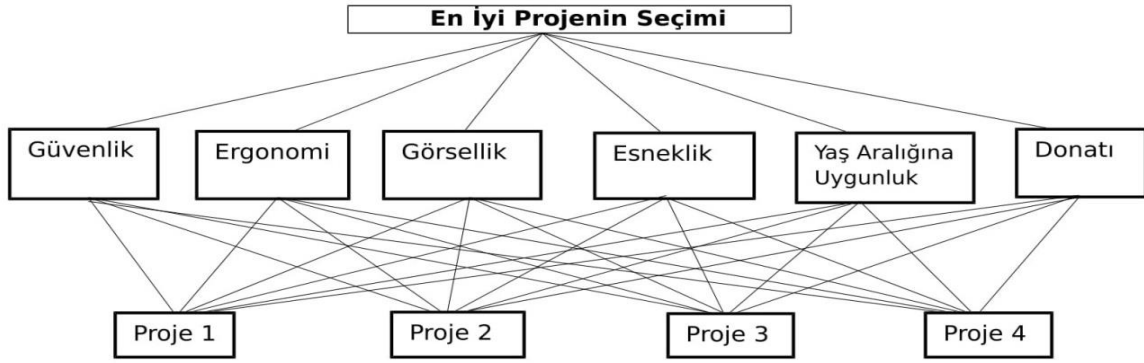 En İyi Projenin Seçimi
Güvenlik
Ergonomi
Görsellik
Esneklik
Yaş Aralığına
Uygunluk
Donatı
Proje 1
Proje 2
Proje 3
Proje 4